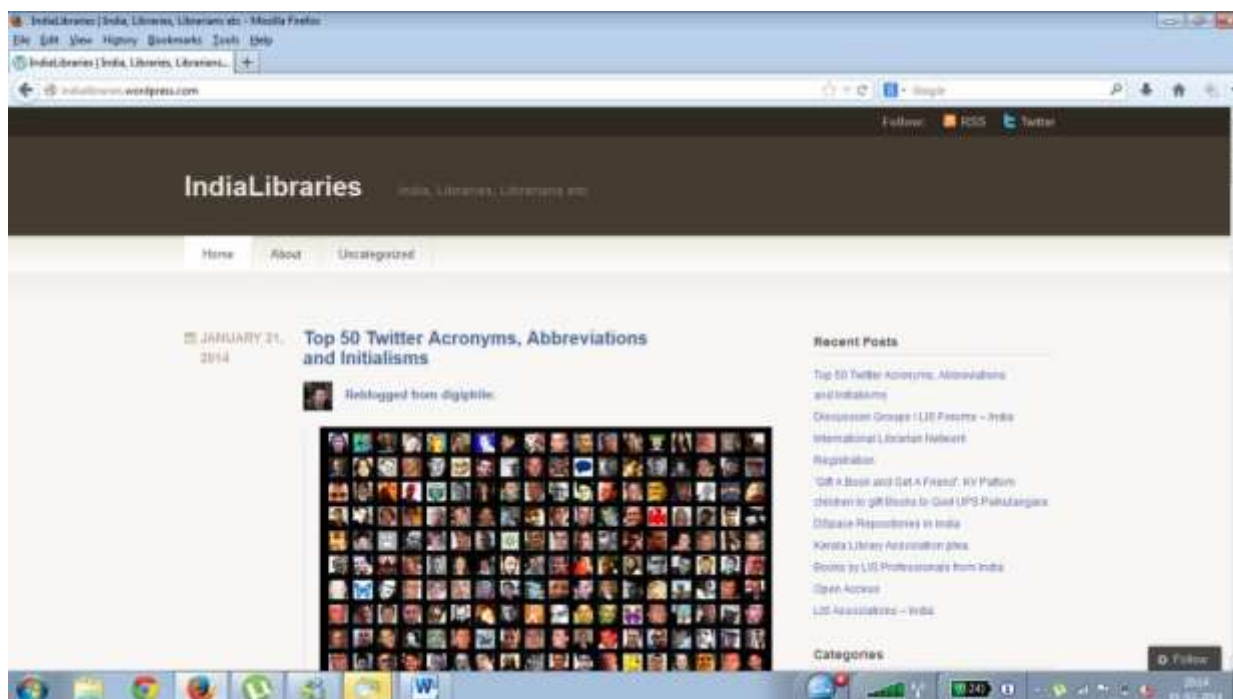 IndiaLibraries | India, Libraries, Librarians etc - Mozilla Firefox
File Edit View History Bookmarks Tools Help
IndiaLibraries | India, Libraries, Librarians... +
indialibraries.wordpress.com
Google
Follow: RSS Twitter
IndiaLibraries
India, Libraries, Librarians etc
Home About Uncategorized
JANUARY 21,
2014
Top 50 Twitter Acronyms, Abbreviations
and Initialisms
Reblogged from digiphile:
Recent Posts
Top 50 Twitter Acronyms, Abbreviations
and Initialisms
Discussion Groups / LIS Forums – India
International Librarian Network
Registration
'Gift A Book and Get A Friend': KV Pattom
children to gift Books to Govt UPS
DSpace Repositories in India
Kerala Library Association
Books by LIS Professionals from India
Open Access
LIS Associations – India
Categories
Follow
W